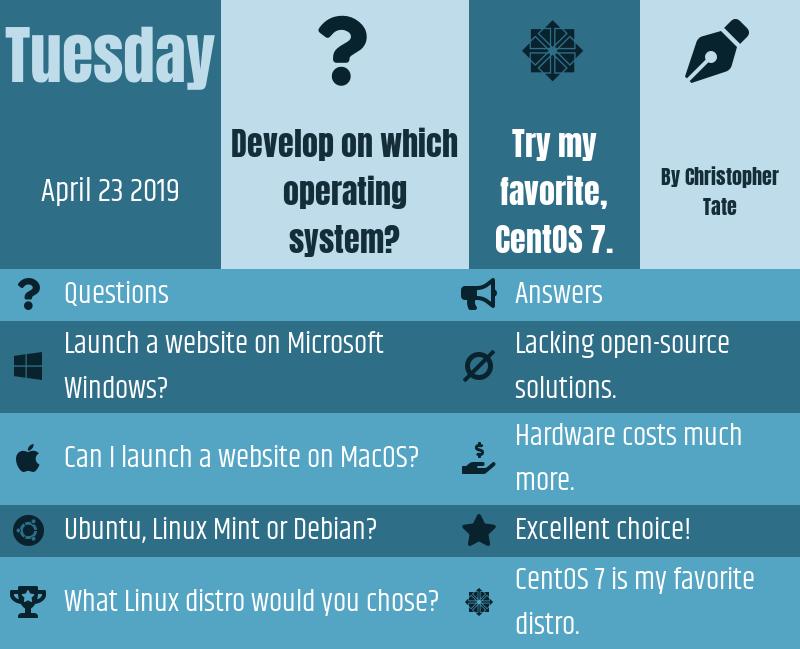 Tuesday
April 23 2019
Develop on which
operating
system?
Try my
favorite,
CentOS 7.
By Christopher
Tate
Questions
Answers
Launch a website on Microsoft
Windows?
Lacking open-source
solutions.
Can I launch a website on MacOS?
Hardware costs much
more.
Ubuntu, Linux Mint or Debian?
Excellent choice!
What Linux distro would you chose?
CentOS 7 is my favorite
distro.